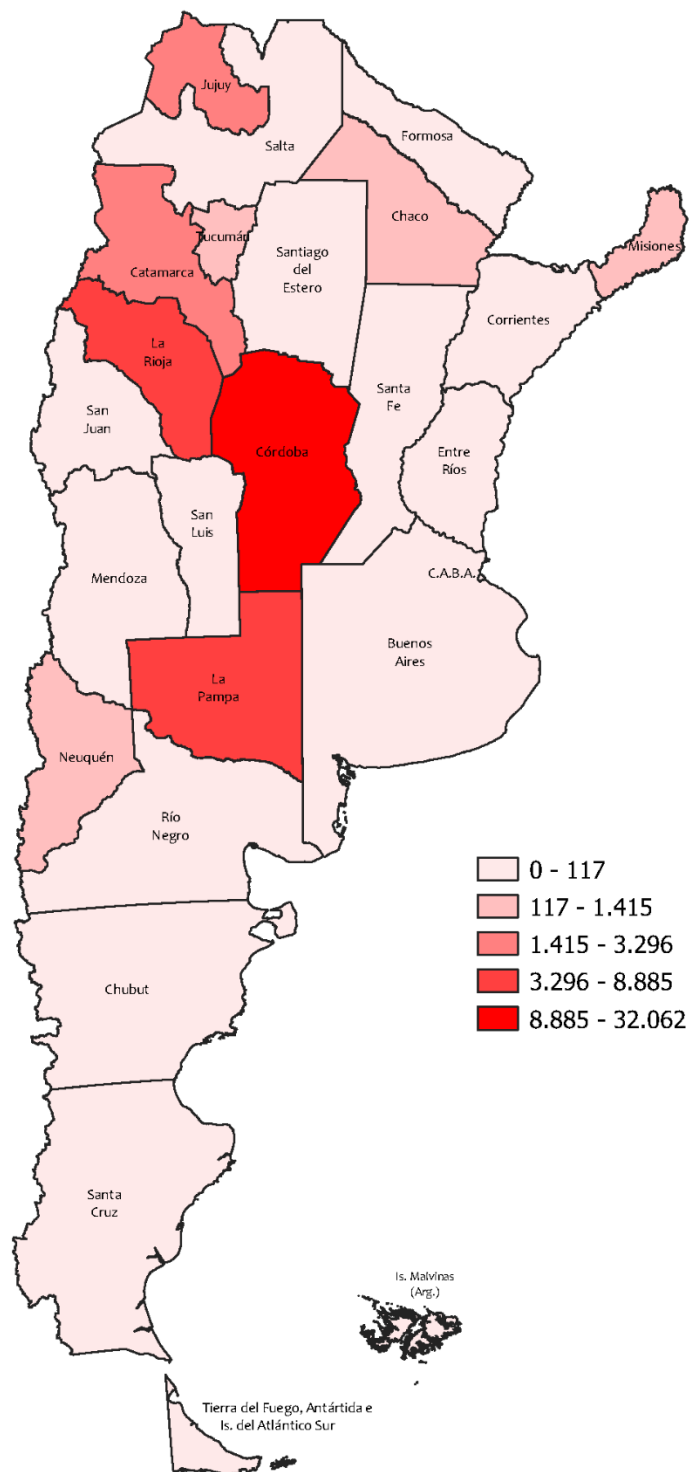 Jujuy
Salta
Formosa
Chaco
Tucumán
Misiones
Santiago
del
Estero
Catamarca
Corrientes
La
Rioja
Santa
Fe
San
Juan
Córdoba
Entre
Ríos
San
Luis
Mendoza
C.A.B.A.
Buenos
Aires
La
Pampa
Neuquén
Río
Negro
0 - 117
117 - 1.415
1.415 - 3.296
3.296 - 8.885
8.885 - 32.062
Chubut
Santa
Cruz
Is. Malvinas
(Arg.)
Tierra del Fuego, Antártida e
Is. del Atlántico Sur